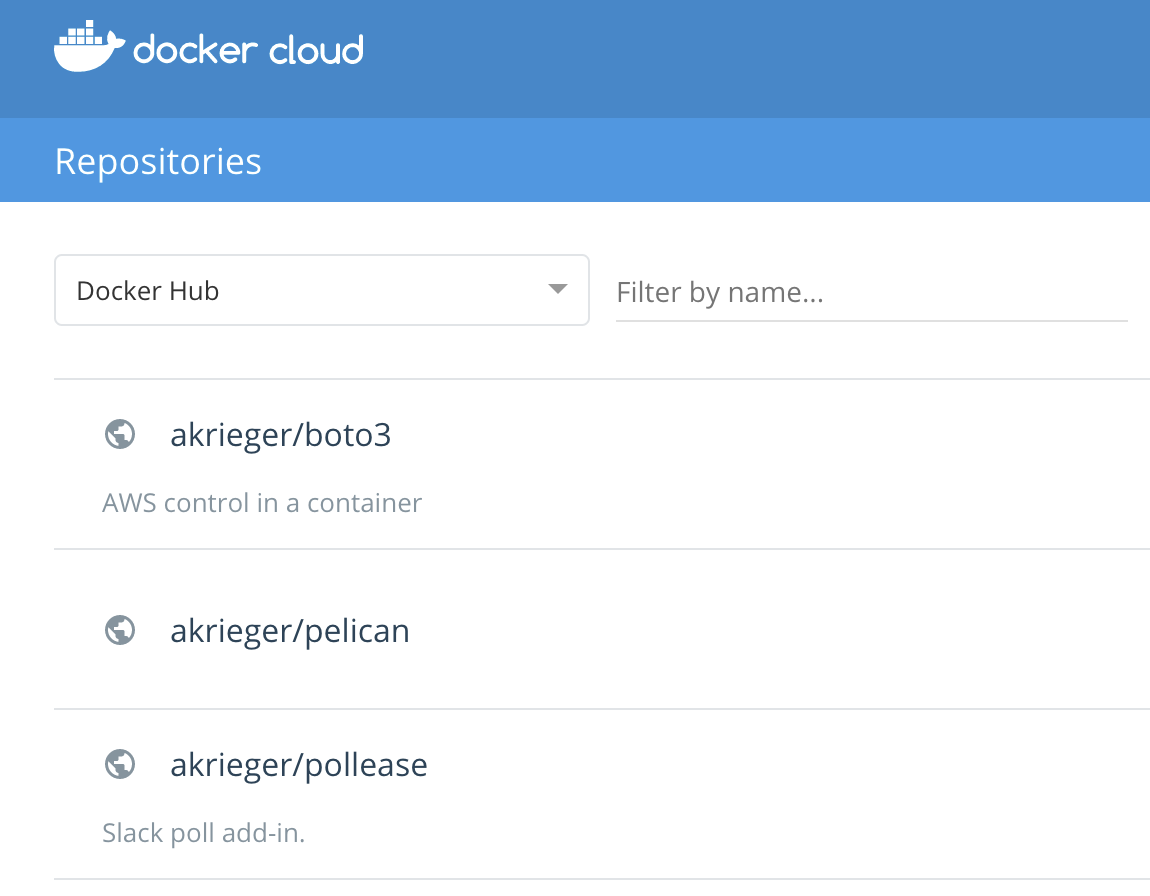 docker cloud
Repositories
Docker Hub
Filter by name...
akrieger/boto3
AWS control in a container
akrieger/pelican
akrieger/pollease
Slack poll add-in.